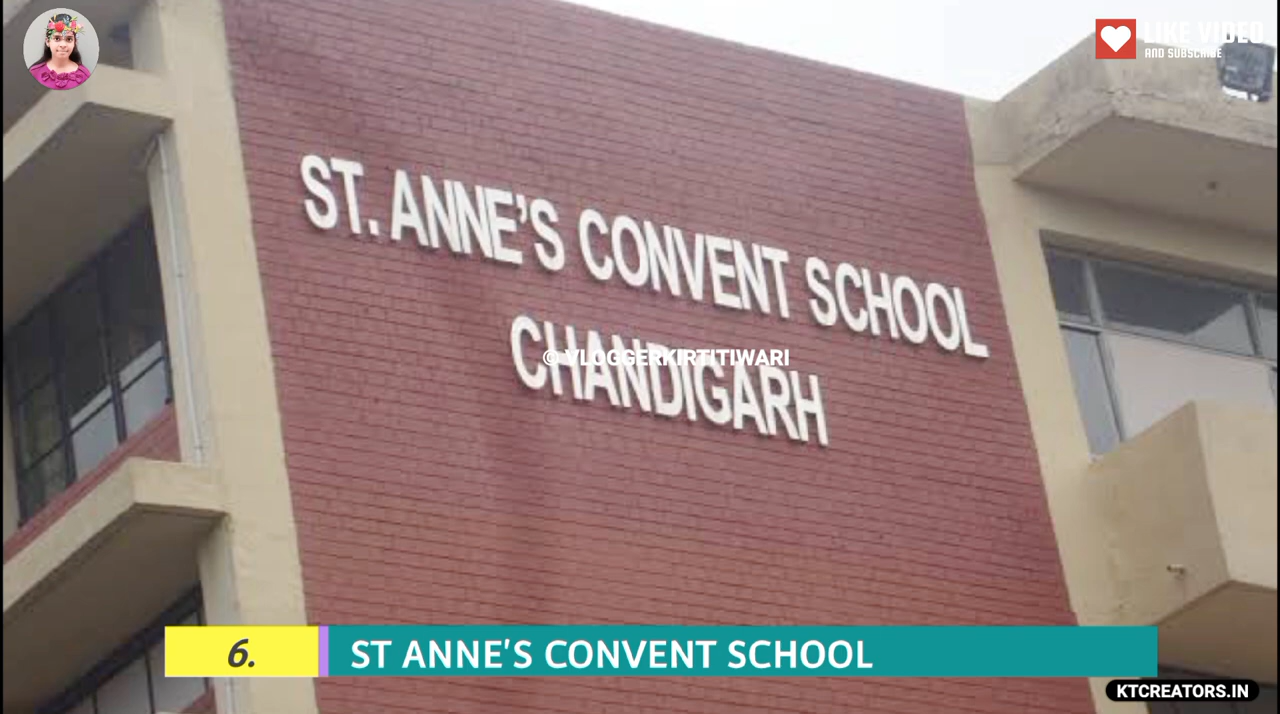 LIKE VIDEO
AND SUBSCRIBE
ST. ANNE'S CONVENT SCHOOL
CHANDIGARH
© VLOGGERKIRTITIWARI
6.
ST ANNE'S CONVENT SCHOOL
KTCREATORS.IN